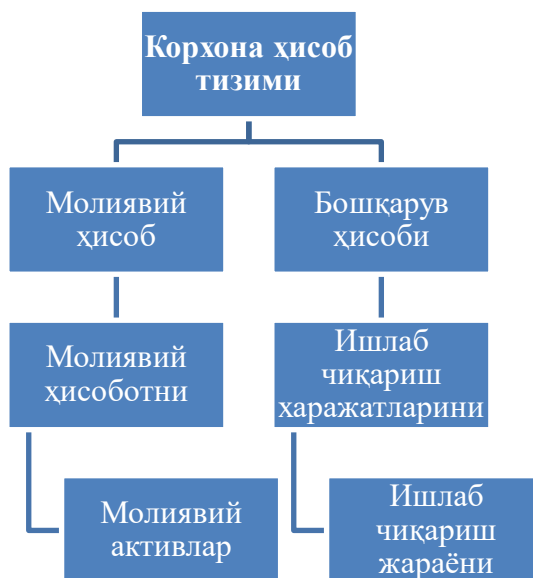 Корхона ҳисоб
тизими
Молиявий
ҳисоб
Бошқарув
ҳисоби
Молиявий
ҳисоботни
Ишлаб
чиқариш
харажатларини
Молиявий
активлар
Ишлаб
чиқариш
жараёни